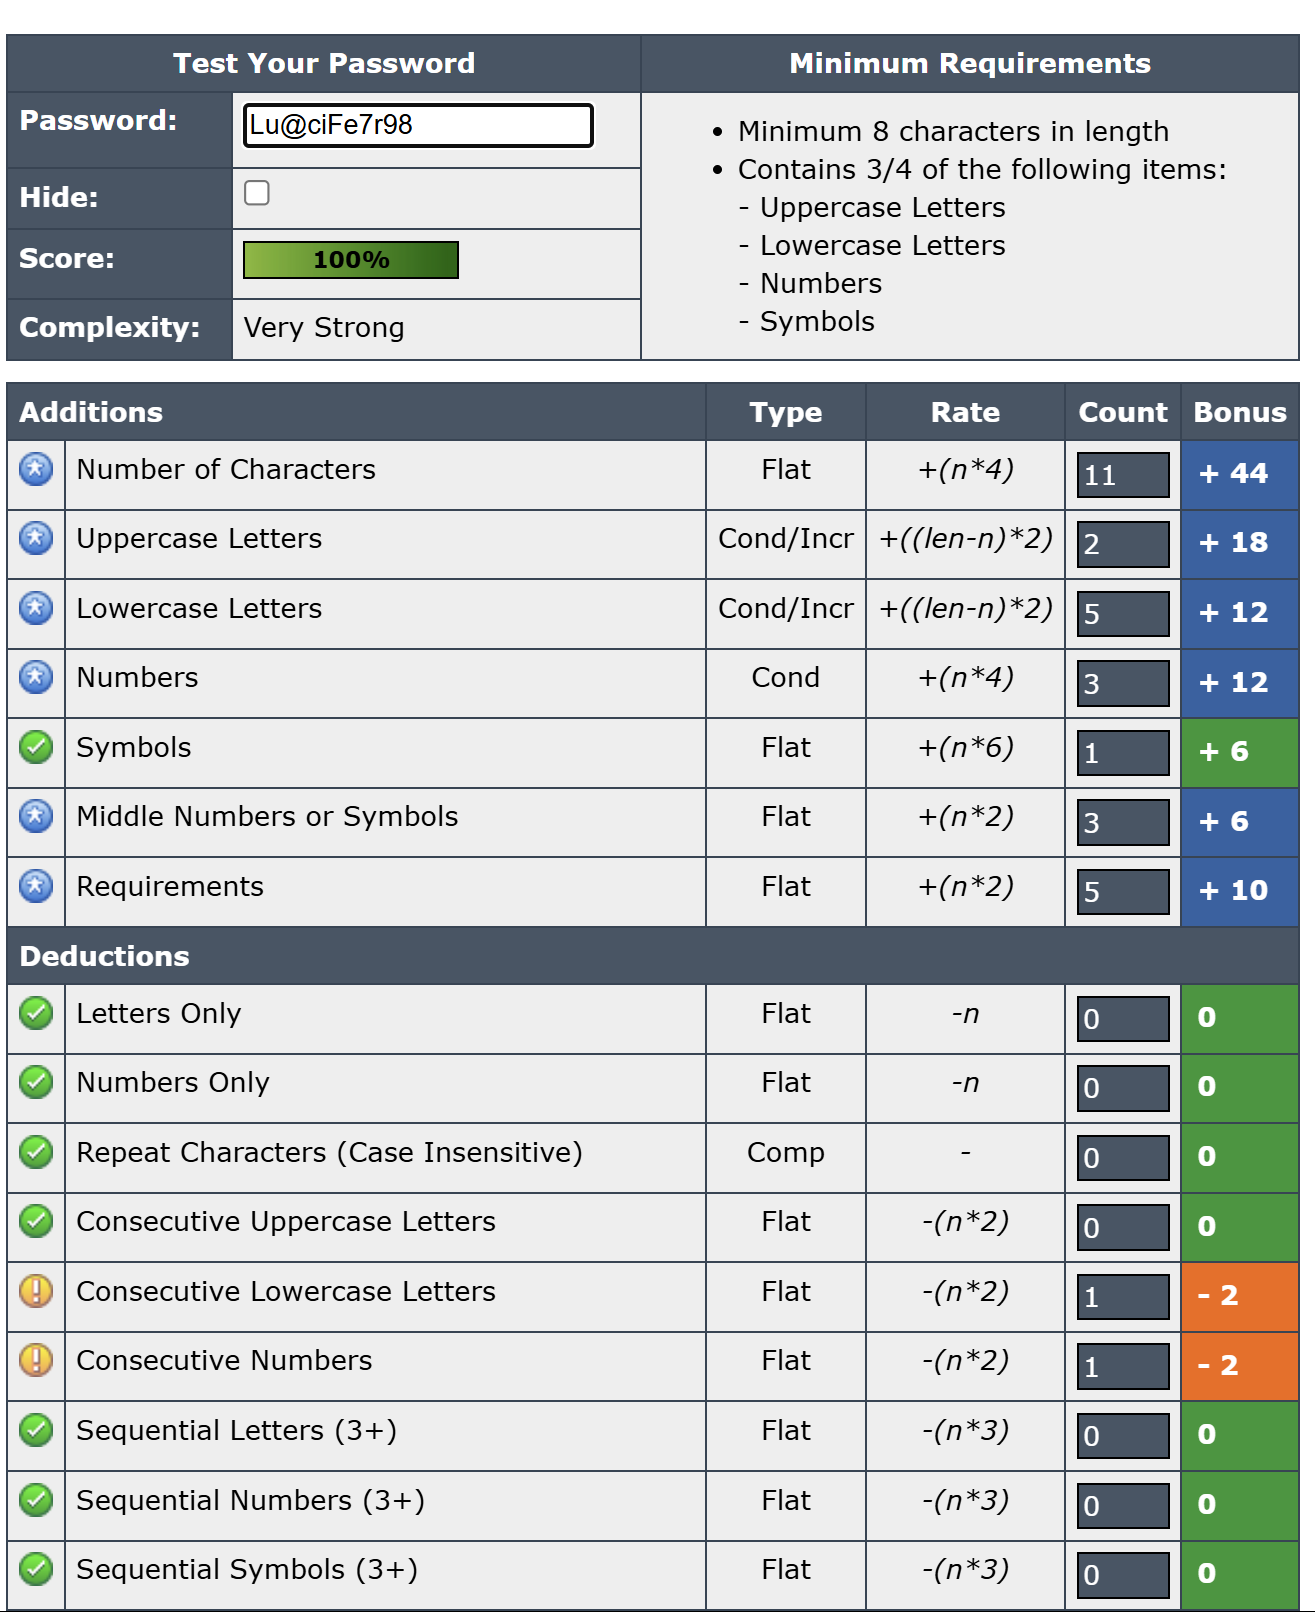 Test Your Password Minimum Requirements
Password: Lu@ciFe7r98
Hide:
Score: 100%
Complexity: Very Strong
• Minimum 8 characters in length
• Contains 3/4 of the following items:
- Uppercase Letters
- Lowercase Letters
- Numbers
- Symbols
Additions Type Rate Count Bonus
Number of Characters Flat +(n*4) 11 + 44
Uppercase Letters Cond/Incr +((len-n)*2) 2 + 18
Lowercase Letters Cond/Incr +((len-n)*2) 5 + 12
Numbers Cond +(n*4) 3 + 12
Symbols Flat +(n*6) 1 + 6
Middle Numbers or Symbols Flat +(n*2) 3 + 6
Requirements Flat +(n*2) 5 + 10
Deductions
Letters Only Flat -n 0 0
Numbers Only Flat -n 0 0
Repeat Characters (Case Insensitive) Comp - 0 0
Consecutive Uppercase Letters Flat -(n*2) 0 0
Consecutive Lowercase Letters Flat -(n*2) 1 - 2
Consecutive Numbers Flat -(n*2) 1 - 2
Sequential Letters (3+) Flat -(n*3) 0 0
Sequential Numbers (3+) Flat -(n*3) 0 0
Sequential Symbols (3+) Flat -(n*3) 0 0